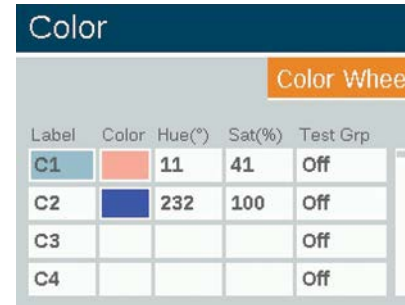 Color
Color Whee
Label Color Hue(°) Sat(%) Test Grp
C1 11 41 Off
C2 232 100 Off
C3 Off
C4 Off